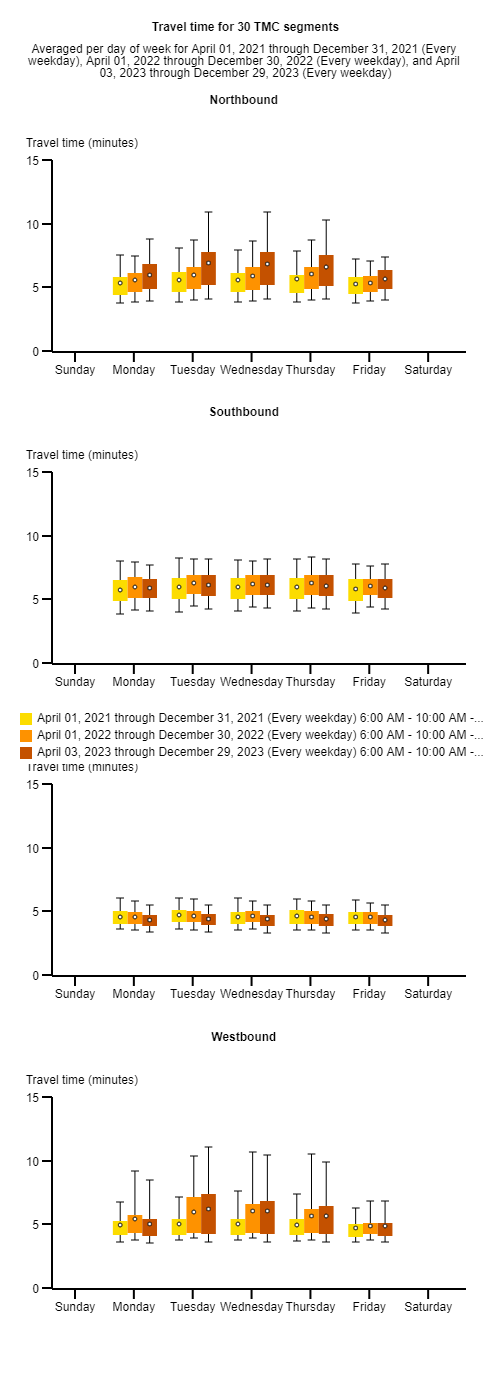 Travel time for 30 TMC segments
Averaged per day of week for April 01, 2021 through December 31, 2021 (Every
weekday), April 01, 2022 through December 30, 2022 (Every weekday), and April
03, 2023 through December 29, 2023 (Every weekday)
Northbound
Travel time (minutes)
15
10
5
0
Sunday Monday Tuesday Wednesday Thursday Friday Saturday
Southbound
Travel time (minutes)
15
10
5
0
Sunday Monday Tuesday Wednesday Thursday Friday Saturday
April 01, 2021 through December 31, 2021 (Every weekday) 6:00 AM - 10:00 AM -...
April 01, 2022 through December 30, 2022 (Every weekday) 6:00 AM - 10:00 AM -...
April 03, 2023 through December 29, 2023 (Every weekday) 6:00 AM - 10:00 AM -...
Travel time (minutes)
15
10
5
0
Sunday Monday Tuesday Wednesday Thursday Friday Saturday
Westbound
Travel time (minutes)
15
10
5
0
Sunday Monday Tuesday Wednesday Thursday Friday Saturday